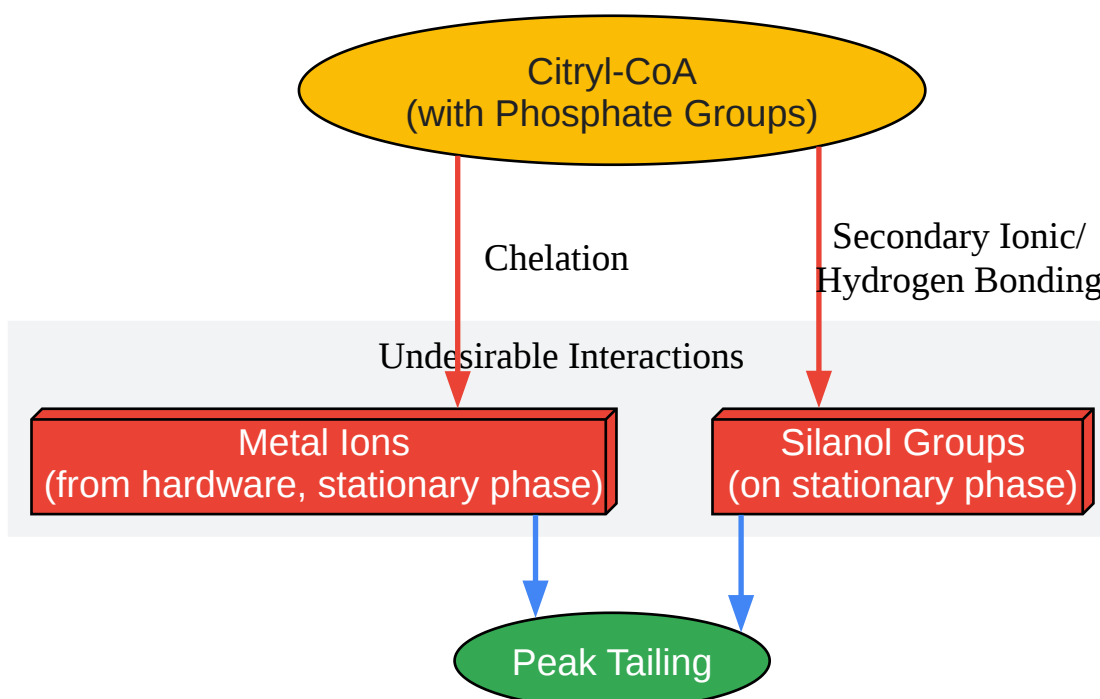 Citryl-CoA
(with Phosphate Groups)
Chelation
Secondary Ionic/
Hydrogen Bonding
Undesirable Interactions
Metal Ions
(from hardware, stationary phase)
Silanol Groups
(on stationary phase)
Peak Tailing